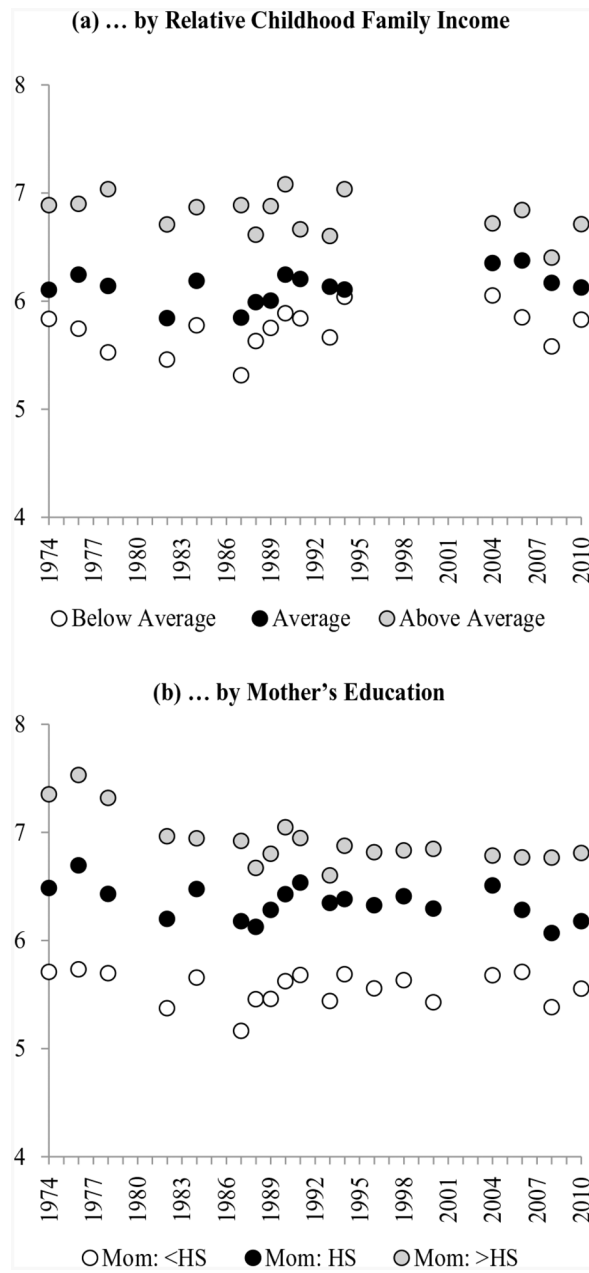 (a) … by Relative Childhood Family Income
8
7
6
5
4
1974 1977 1980 1983 1986 1989 1992 1995 1998 2001 2004 2007 2010
Below Average Average Above Average
(b) … by Mother’s Education
8
7
6
5
4
1974 1977 1980 1983 1986 1989 1992 1995 1998 2001 2004 2007 2010
Mom: <HS Mom: HS Mom: >HS